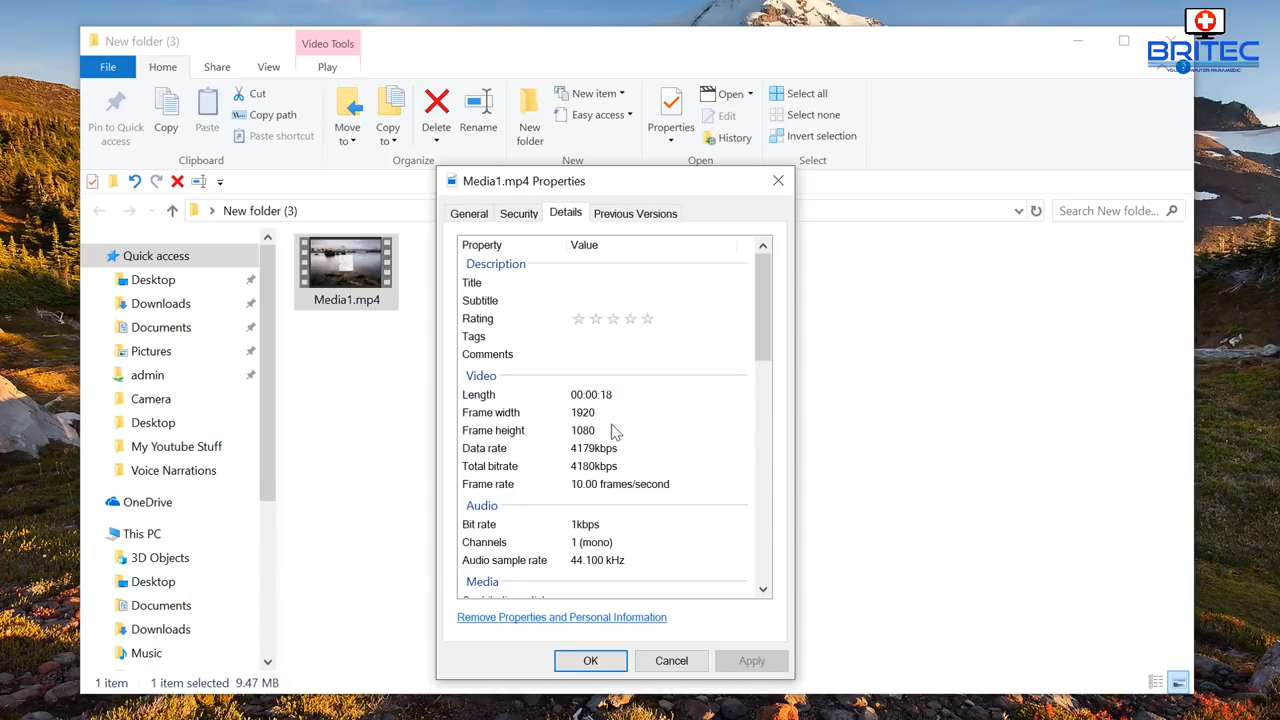 New folder (3)
Video Tools
BRITEC
YOUR COMPUTER PARAMEDIC
File
Home
Share
View
Play
Pin to Quick access
Copy
Paste
Cut
Copy path
Paste shortcut
Clipboard
Move to
Copy to
Delete
Rename
Organize
New folder
New item
Easy access
New
Properties
Open
Edit
History
Open
Select all
Select none
Invert selection
Select
New folder (3)
Search New folde...
Quick access
Desktop
Downloads
Documents
Pictures
admin
Camera
Desktop
My Youtube Stuff
Voice Narrations
OneDrive
This PC
3D Objects
Desktop
Documents
Downloads
Music
Media1.mp4
Media1.mp4 Properties
General
Security
Details
Previous Versions
Property Value
Description
Title
Subtitle
Rating
Tags
Comments
Video
Length 00:00:18
Frame width 1920
Frame height 1080
Data rate 4179kbps
Total bitrate 4180kbps
Frame rate 10.00 frames/second
Audio
Bit rate 1kbps
Channels 1 (mono)
Audio sample rate 44.100 kHz
Media
Remove Properties and Personal Information
OK
Cancel
Apply
1 item
1 item selected 9.47 MB